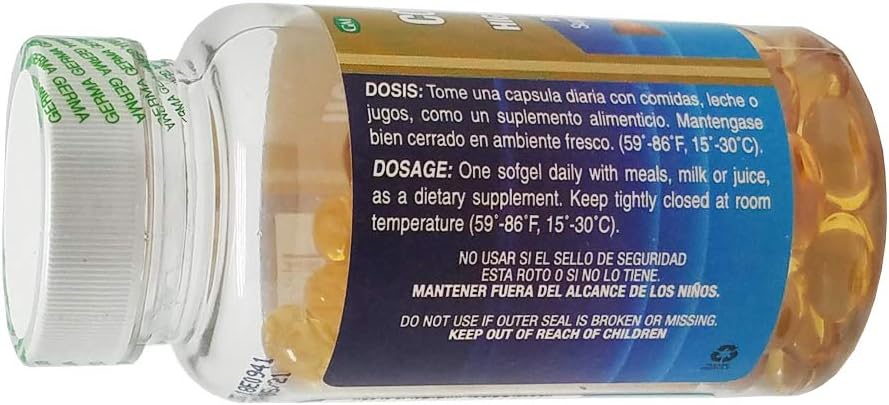 GERMA GERMA GERMA
GERMA GERMA
GM
DOSIS: Tome una capsula diaria con comidas, leche o
jugos, como un suplemento alimenticio. Mantengase
bien cerrado en ambiente fresco. (59°-86°F, 15°-30°C).
DOSAGE: One sofgel daily with meals, milk or juice,
as a dietary supplement. Keep tightly closed at room
temperature (59°-86°F, 15°-30°C).
NO USAR SI EL SELLO DE SEGURIDAD
ESTA ROTO O SI NO LO TIENE.
MANTENER FUERA DEL ALCANCE DE LOS NIÑOS.
DO NOT USE IF OUTER SEAL IS BROKEN OR MISSING.
KEEP OUT OF REACH OF CHILDREN